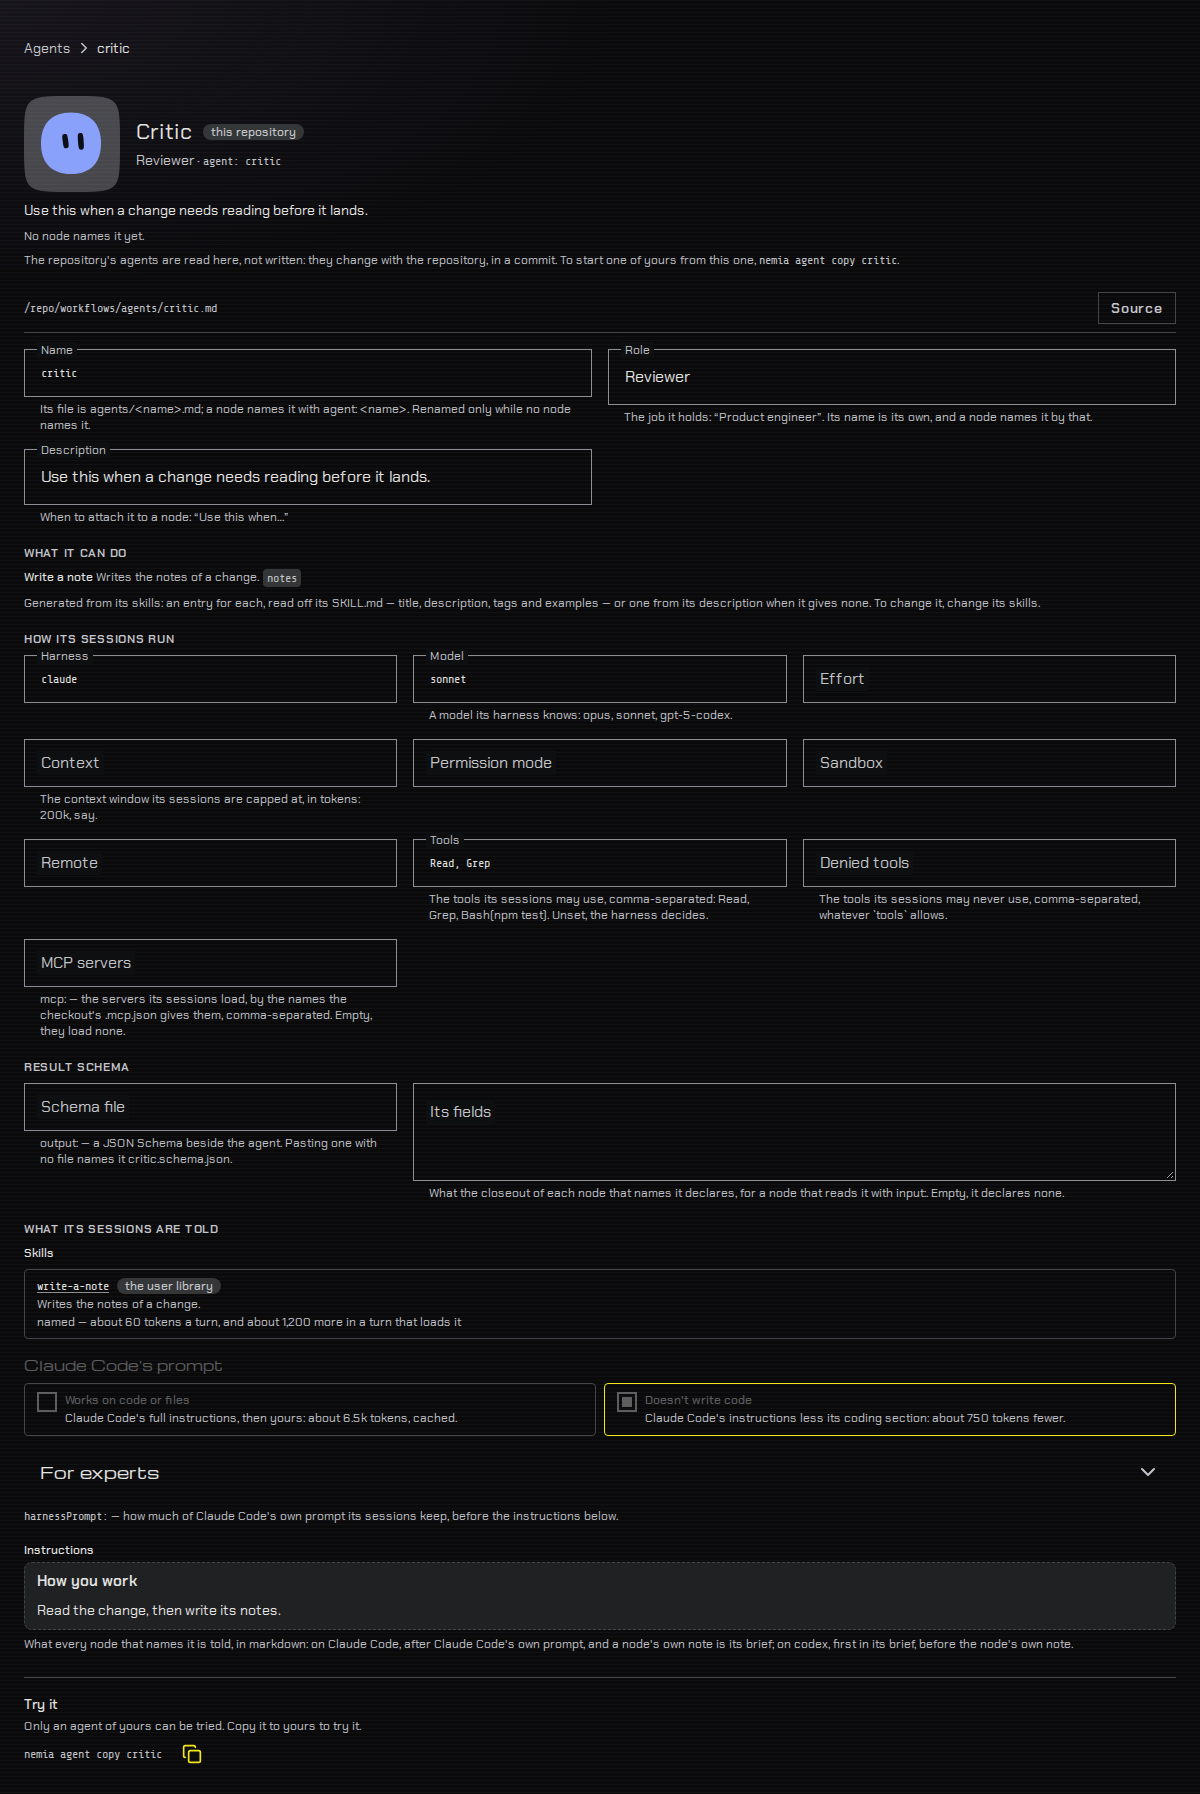 Agents > critic
Critic this repository
Reviewer · agent: critic
Use this when a change needs reading before it lands.
No node names it yet.
The repository's agents are read here, not written: they change with the repository, in a commit. To start one of yours from this one, nemia agent copy critic.
/repo/workflows/agents/critic.md Source
Name Role
critic Reviewer
Its file is agents/<name>.md; a node names it with agent: <name>. Renamed only while no node
names it.
The job it holds: “Product engineer”. Its name is its own, and a node names it by that.
Description
Use this when a change needs reading before it lands.
When to attach it to a node: “Use this when…”
WHAT IT CAN DO
Write a note Writes the notes of a change. notes
Generated from its skills: an entry for each, read off its SKILL.md — title, description, tags and examples — or one from its description when it gives none. To change it, change its skills.
HOW ITS SESSIONS RUN
Harness Model
claude sonnet Effort
A model its harness knows: opus, sonnet, gpt-5-codex.
Context Permission mode Sandbox
The context window its sessions are capped at, in tokens:
200k, say.
Tools
Remote Read, Grep Denied tools
The tools its sessions may use, comma-separated: Read,
Grep, Bash(npm test). Unset, the harness decides.
The tools its sessions may never use, comma-separated,
whatever `tools` allows.
MCP servers
mcp: — the servers its sessions load, by the names the
checkout's .mcp.json gives them, comma-separated. Empty,
they load none.
RESULT SCHEMA
Schema file Its fields
output: — a JSON Schema beside the agent. Pasting one with
no file names it critic.schema.json.
What the closeout of each node that names it declares, for a node that reads it with input:. Empty, it declares none.
WHAT ITS SESSIONS ARE TOLD
Skills
write-a-note the user library
Writes the notes of a change.
named — about 60 tokens a turn, and about 1,200 more in a turn that loads it
Claude Code's prompt
Works on code or files
Claude Code's full instructions, then yours: about 6.5k tokens, cached.
Doesn't write code
Claude Code's instructions less its coding section: about 750 tokens fewer.
For experts
harnessPrompt: — how much of Claude Code's own prompt its sessions keep, before the instructions below.
Instructions
How you work
Read the change, then write its notes.
What every node that names it is told, in markdown: on Claude Code, after Claude Code's own prompt, and a node's own note is its brief; on codex, first in its brief, before the node's own note.
Try it
Only an agent of yours can be tried. Copy it to yours to try it.
nemia agent copy critic